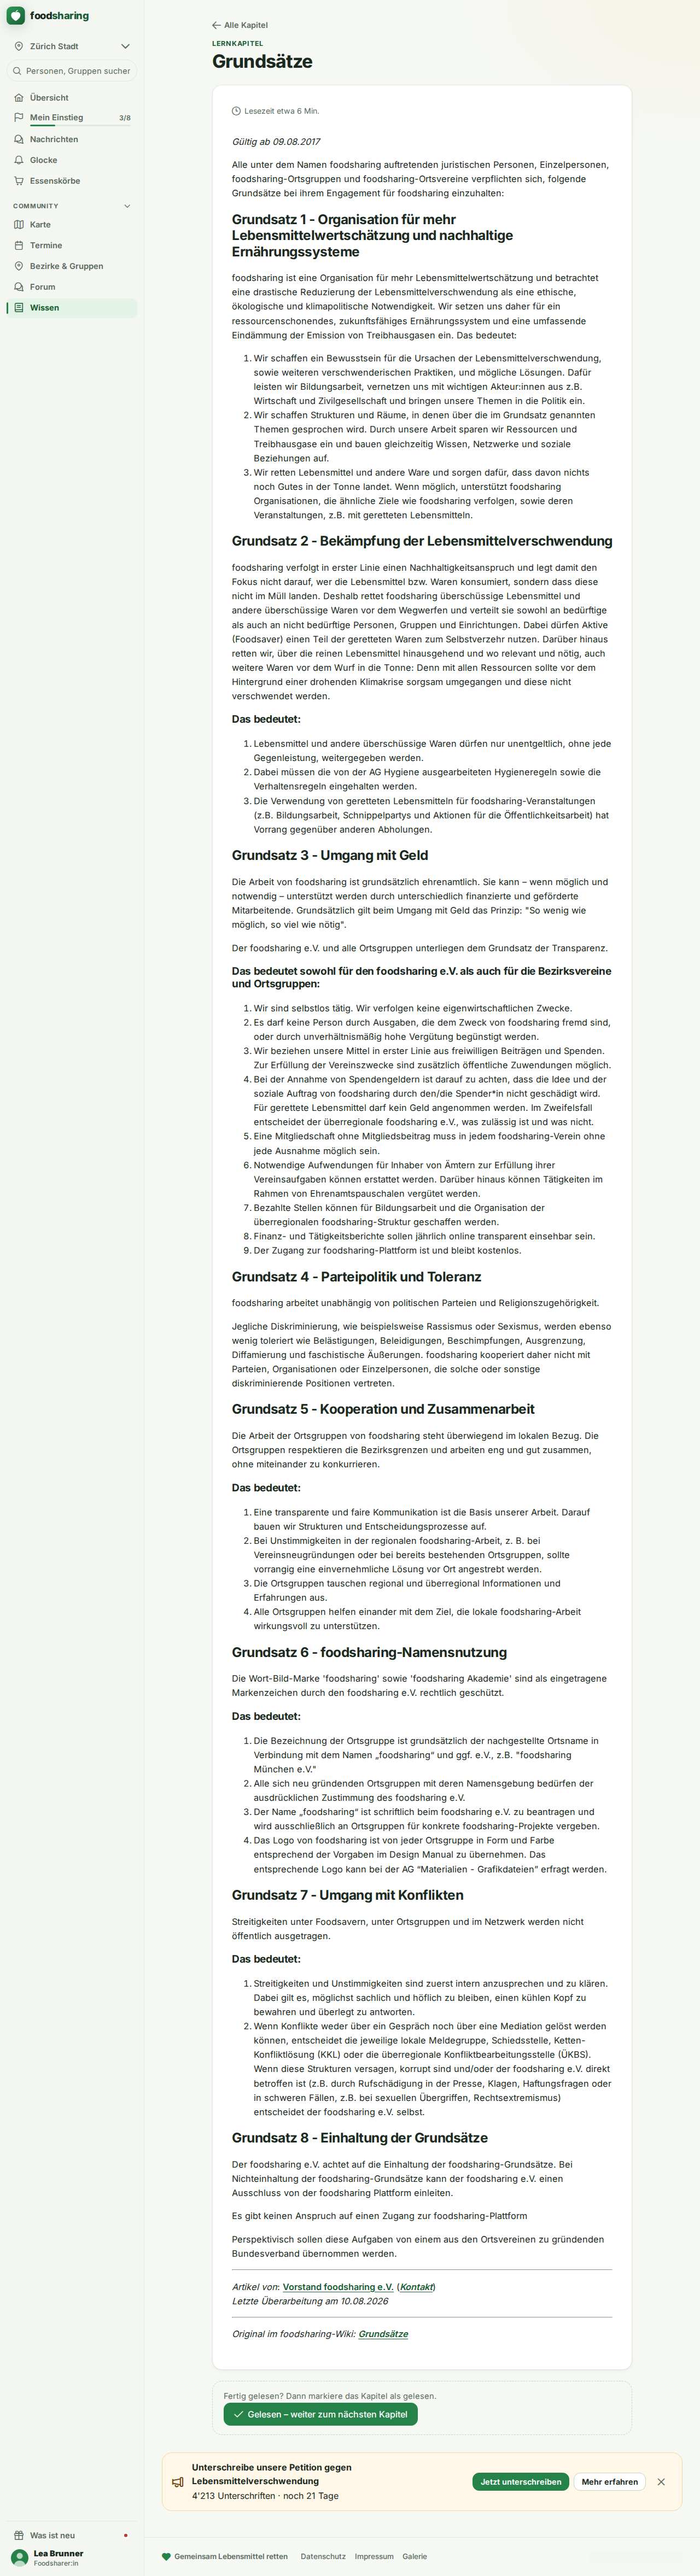 foodsharing
Zürich Stadt
Personen, Gruppen sucher
Übersicht
Mein Einstieg 3/8
Nachrichten
Glocke
Essenskörbe
COMMUNITY
Karte
Termine
Bezirke & Gruppen
Forum
Wissen
Alle Kapitel
LERNKAPITEL
Grundsätze
Lesezeit etwa 6 Min.
Gültig ab 09.08.2017
Alle unter dem Namen foodsharing auftretenden juristischen Personen, Einzelpersonen,
foodsharing-Ortsgruppen und foodsharing-Ortsvereine verpflichten sich, folgende
Grundsätze bei ihrem Engagement für foodsharing einzuhalten:
Grundsatz 1 - Organisation für mehr
Lebensmittelwertschätzung und nachhaltige
Ernährungssysteme
foodsharing ist eine Organisation für mehr Lebensmittelwertschätzung und betrachtet
eine drastische Reduzierung der Lebensmittelverschwendung als eine ethische,
ökologische und klimapolitische Notwendigkeit. Wir setzen uns daher für ein
ressourcenschonendes, zukunftsfähiges Ernährungssystem und eine umfassende
Eindämmung der Emission von Treibhausgasen ein. Das bedeutet:
1. Wir schaffen ein Bewusstsein für die Ursachen der Lebensmittelverschwendung,
sowie weiteren verschwenderischen Praktiken, und mögliche Lösungen. Dafür
leisten wir Bildungsarbeit, vernetzen uns mit wichtigen Akteur:innen aus z.B.
Wirtschaft und Zivilgesellschaft und bringen unsere Themen in die Politik ein.
2. Wir schaffen Strukturen und Räume, in denen über die im Grundsatz genannten
Themen gesprochen wird. Durch unsere Arbeit sparen wir Ressourcen und
Treibhausgase ein und bauen gleichzeitig Wissen, Netzwerke und soziale
Beziehungen auf.
3. Wir retten Lebensmittel und andere Ware und sorgen dafür, dass davon nichts
noch Gutes in der Tonne landet. Wenn möglich, unterstützt foodsharing
Organisationen, die ähnliche Ziele wie foodsharing verfolgen, sowie deren
Veranstaltungen, z.B. mit geretteten Lebensmitteln.
Grundsatz 2 - Bekämpfung der Lebensmittelverschwendung
foodsharing verfolgt in erster Linie einen Nachhaltigkeitsanspruch und legt damit den
Fokus nicht darauf, wer die Lebensmittel bzw. Waren konsumiert, sondern dass diese
nicht im Müll landen. Deshalb rettet foodsharing überschüssige Lebensmittel und
andere überschüssige Waren vor dem Wegwerfen und verteilt sie sowohl an bedürftige
als auch an nicht bedürftige Personen, Gruppen und Einrichtungen. Dabei dürfen Aktive
(Foodsaver) einen Teil der geretteten Waren zum Selbstverzehr nutzen. Darüber hinaus
retten wir, über die reinen Lebensmittel hinausgehend und wo relevant und nötig, auch
weitere Waren vor dem Wurf in die Tonne: Denn mit allen Ressourcen sollte vor dem
Hintergrund einer drohenden Klimakrise sorgsam umgegangen und diese nicht
verschwendet werden.
Das bedeutet:
1. Lebensmittel und andere überschüssige Waren dürfen nur unentgeltlich, ohne jede
Gegenleistung, weitergegeben werden.
2. Dabei müssen die von der AG Hygiene ausgearbeiteten Hygieneregeln sowie die
Verhaltensregeln eingehalten werden.
3. Die Verwendung von geretteten Lebensmitteln für foodsharing-Veranstaltungen
(z.B. Bildungsarbeit, Schnippelpartys und Aktionen für die Öffentlichkeitsarbeit) hat
Vorrang gegenüber anderen Abholungen.
Grundsatz 3 - Umgang mit Geld
Die Arbeit von foodsharing ist grundsätzlich ehrenamtlich. Sie kann – wenn möglich und
notwendig – unterstützt werden durch unterschiedlich finanzierte und geförderte
Mitarbeitende. Grundsätzlich gilt beim Umgang mit Geld das Prinzip: "So wenig wie
möglich, so viel wie nötig".
Der foodsharing e.V. und alle Ortsgruppen unterliegen dem Grundsatz der Transparenz.
Das bedeutet sowohl für den foodsharing e.V. als auch für die Bezirksvereine
und Ortsgruppen:
1. Wir sind selbstlos tätig. Wir verfolgen keine eigenwirtschaftlichen Zwecke.
2. Es darf keine Person durch Ausgaben, die dem Zweck von foodsharing fremd sind,
oder durch unverhältnismäßig hohe Vergütung begünstigt werden.
3. Wir beziehen unsere Mittel in erster Linie aus freiwilligen Beiträgen und Spenden.
Zur Erfüllung der Vereinszwecke sind zusätzlich öffentliche Zuwendungen möglich.
4. Bei der Annahme von Spendengeldern ist darauf zu achten, dass die Idee und der
soziale Auftrag von foodsharing durch den/die Spender*in nicht geschädigt wird.
Für gerettete Lebensmittel darf kein Geld angenommen werden. Im Zweifelsfall
entscheidet der überregionale foodsharing e.V., was zulässig ist und was nicht.
5. Eine Mitgliedschaft ohne Mitgliedsbeitrag muss in jedem foodsharing-Verein ohne
jede Ausnahme möglich sein.
6. Notwendige Aufwendungen für Inhaber von Ämtern zur Erfüllung ihrer
Vereinsaufgaben können erstattet werden. Darüber hinaus können Tätigkeiten im
Rahmen von Ehrenamtspauschalen vergütet werden.
7. Bezahlte Stellen können für Bildungsarbeit und die Organisation der
überregionalen foodsharing-Struktur geschaffen werden.
8. Finanz- und Tätigkeitsberichte sollen jährlich online transparent einsehbar sein.
9. Der Zugang zur foodsharing-Plattform ist und bleibt kostenlos.
Grundsatz 4 - Parteipolitik und Toleranz
foodsharing arbeitet unabhängig von politischen Parteien und Religionszugehörigkeit.
Jegliche Diskriminierung, wie beispielsweise Rassismus oder Sexismus, werden ebenso
wenig toleriert wie Belästigungen, Beleidigungen, Beschimpfungen, Ausgrenzung,
Diffamierung und faschistische Äußerungen. foodsharing kooperiert daher nicht mit
Parteien, Organisationen oder Einzelpersonen, die solche oder sonstige
diskriminierende Positionen vertreten.
Grundsatz 5 - Kooperation und Zusammenarbeit
Die Arbeit der Ortsgruppen von foodsharing steht überwiegend im lokalen Bezug. Die
Ortsgruppen respektieren die Bezirksgrenzen und arbeiten eng und gut zusammen,
ohne miteinander zu konkurrieren.
Das bedeutet:
1. Eine transparente und faire Kommunikation ist die Basis unserer Arbeit. Darauf
bauen wir Strukturen und Entscheidungsprozesse auf.
2. Bei Unstimmigkeiten in der regionalen foodsharing-Arbeit, z. B. bei
Vereinsneugründungen oder bei bereits bestehenden Ortsgruppen, sollte
vorrangig eine einvernehmliche Lösung vor Ort angestrebt werden.
3. Die Ortsgruppen tauschen regional und überregional Informationen und
Erfahrungen aus.
4. Alle Ortsgruppen helfen einander mit dem Ziel, die lokale foodsharing-Arbeit
wirkungsvoll zu unterstützen.
Grundsatz 6 - foodsharing-Namensnutzung
Die Wort-Bild-Marke 'foodsharing' sowie 'foodsharing Akademie' sind als eingetragene
Markenzeichen durch den foodsharing e.V. rechtlich geschützt.
Das bedeutet:
1. Die Bezeichnung der Ortsgruppe ist grundsätzlich der nachgestellte Ortsname in
Verbindung mit dem Namen „foodsharing“ und ggf. e.V., z.B. "foodsharing
München e.V."
2. Alle sich neu gründenden Ortsgruppen mit deren Namensgebung bedürfen der
ausdrücklichen Zustimmung des foodsharing e.V.
3. Der Name „foodsharing“ ist schriftlich beim foodsharing e.V. zu beantragen und
wird ausschließlich an Ortsgruppen für konkrete foodsharing-Projekte vergeben.
4. Das Logo von foodsharing ist von jeder Ortsgruppe in Form und Farbe
entsprechend der Vorgaben im Design Manual zu übernehmen. Das
entsprechende Logo kann bei der AG “Materialien - Grafikdateien” erfragt werden.
Grundsatz 7 - Umgang mit Konflikten
Streitigkeiten unter Foodsavern, unter Ortsgruppen und im Netzwerk werden nicht
öffentlich ausgetragen.
Das bedeutet:
1. Streitigkeiten und Unstimmigkeiten sind zuerst intern anzusprechen und zu klären.
Dabei gilt es, möglichst sachlich und höflich zu bleiben, einen kühlen Kopf zu
bewahren und überlegt zu antworten.
2. Wenn Konflikte weder über ein Gespräch noch über eine Mediation gelöst werden
können, entscheidet die jeweilige lokale Meldegruppe, Schiedsstelle, Ketten-
Konfliktlösung (KKL) oder die überregionale Konfliktbearbeitungsstelle (ÜKBS).
Wenn diese Strukturen versagen, korrupt sind und/oder der foodsharing e.V. direkt
betroffen ist (z.B. durch Rufschädigung in der Presse, Klagen, Haftungsfragen oder
in schweren Fällen, z.B. bei sexuellen Übergriffen, Rechtsextremismus)
entscheidet der foodsharing e.V. selbst.
Grundsatz 8 - Einhaltung der Grundsätze
Der foodsharing e.V. achtet auf die Einhaltung der foodsharing-Grundsätze. Bei
Nichteinhaltung der foodsharing-Grundsätze kann der foodsharing e.V. einen
Ausschluss von der foodsharing Plattform einleiten.
Es gibt keinen Anspruch auf einen Zugang zur foodsharing-Plattform
Perspektivisch sollen diese Aufgaben von einem aus den Ortsvereinen zu gründenden
Bundesverband übernommen werden.
Artikel von: Vorstand foodsharing e.V. (Kontakt)
Letzte Überarbeitung am 10.08.2026
Original im foodsharing-Wiki: Grundsätze
Fertig gelesen? Dann markiere das Kapitel als gelesen.
Gelesen – weiter zum nächsten Kapitel
Unterschreibe unsere Petition gegen
Lebensmittelverschwendung
4'213 Unterschriften · noch 21 Tage
Jetzt unterschreiben
Mehr erfahren
Was ist neu
Lea Brunner
Foodsharer:in
Gemeinsam Lebensmittel retten Datenschutz Impressum Galerie